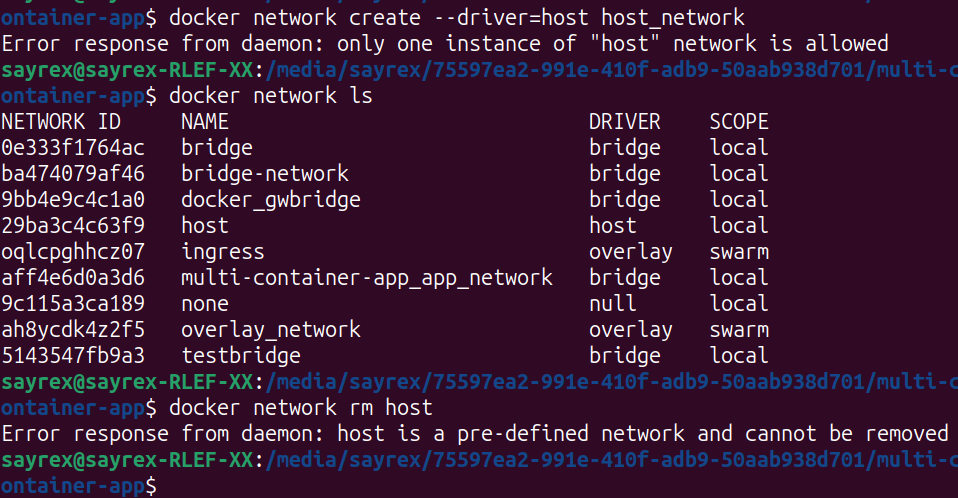 ontainer-app$ docker network create --driver=host host_network
Error response from daemon: only one instance of "host" network is allowed
sayrex@sayrex-RLEF-XX:/media/sayrex/75597ea2-991e-410f-adb9-50aab938d701/multi-c
ontainer-app$ docker network ls
NETWORK ID     NAME                              DRIVER    SCOPE
0e333f1764ac   bridge                            bridge    local
ba474079af46   bridge-network                    bridge    local
9bb4e9c4c1a0   docker_gwbridge                   bridge    local
29ba3c4c63f9   host                              host      local
oqlcpghhcz07   ingress                           overlay   swarm
aff4e6d0a3d6   multi-container-app_app_network   bridge    local
9c115a3ca189   none                              null      local
ah8ycdk4z2f5   overlay_network                   overlay   swarm
5143547fb9a3   testbridge                        bridge    local
sayrex@sayrex-RLEF-XX:/media/sayrex/75597ea2-991e-410f-adb9-50aab938d701/multi-c
ontainer-app$ docker network rm host
Error response from daemon: host is a pre-defined network and cannot be removed
sayrex@sayrex-RLEF-XX:/media/sayrex/75597ea2-991e-410f-adb9-50aab938d701/multi-c
ontainer-app$